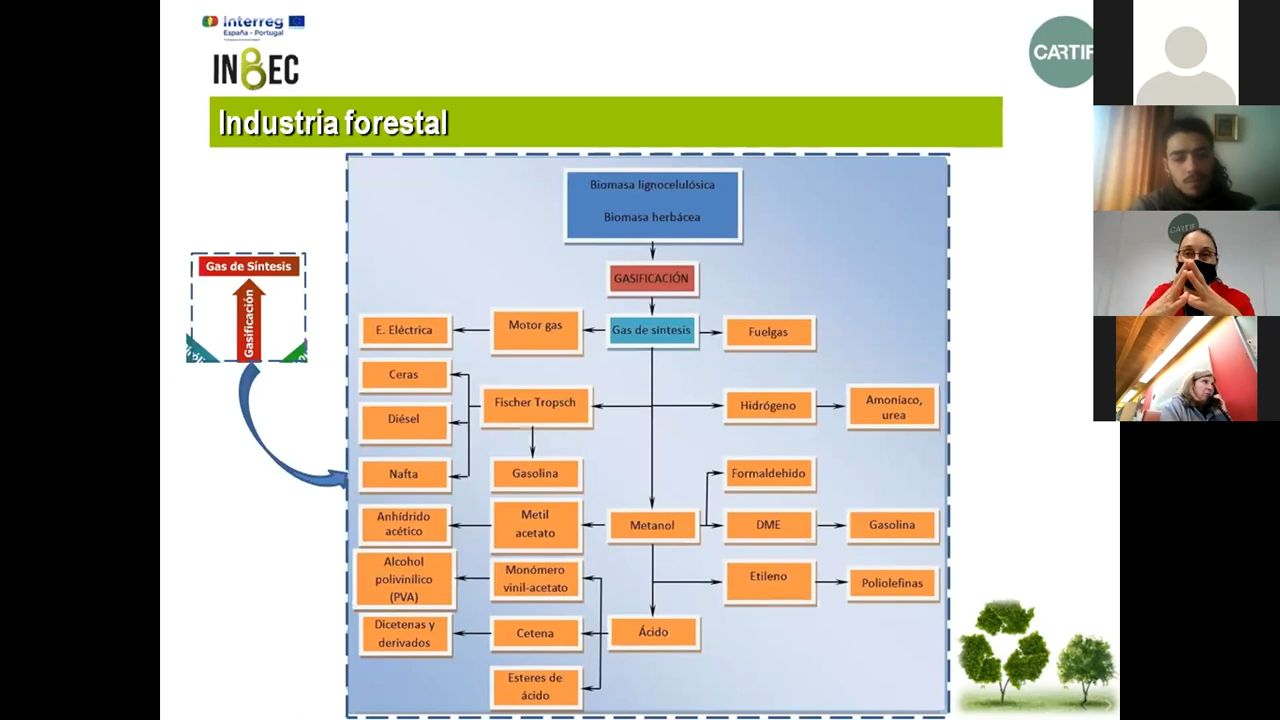 Interreg
España - Portugal
INBEC
CARTIF
Industria forestal
Biomasa lignocelulósica
Biomasa herbácea
GASIFICACIÓN
Gas de Síntesis
Gasificación
E. Eléctrica
Motor gas
Gas de síntesis
Fuelgas
Ceras
Fischer Tropsch
Hidrógeno
Amoníaco,
urea
Diésel
Nafta
Gasolina
Formaldehido
Anhídrido
acético
Metil
acetato
Metanol
DME
Gasolina
Alcohol
polivinílico
(PVA)
Monómero
vinil-acetato
Etileno
Poliolefinas
Dicetenas y
derivados
Cetena
Ácido
Esteres de
ácido
CARTIF